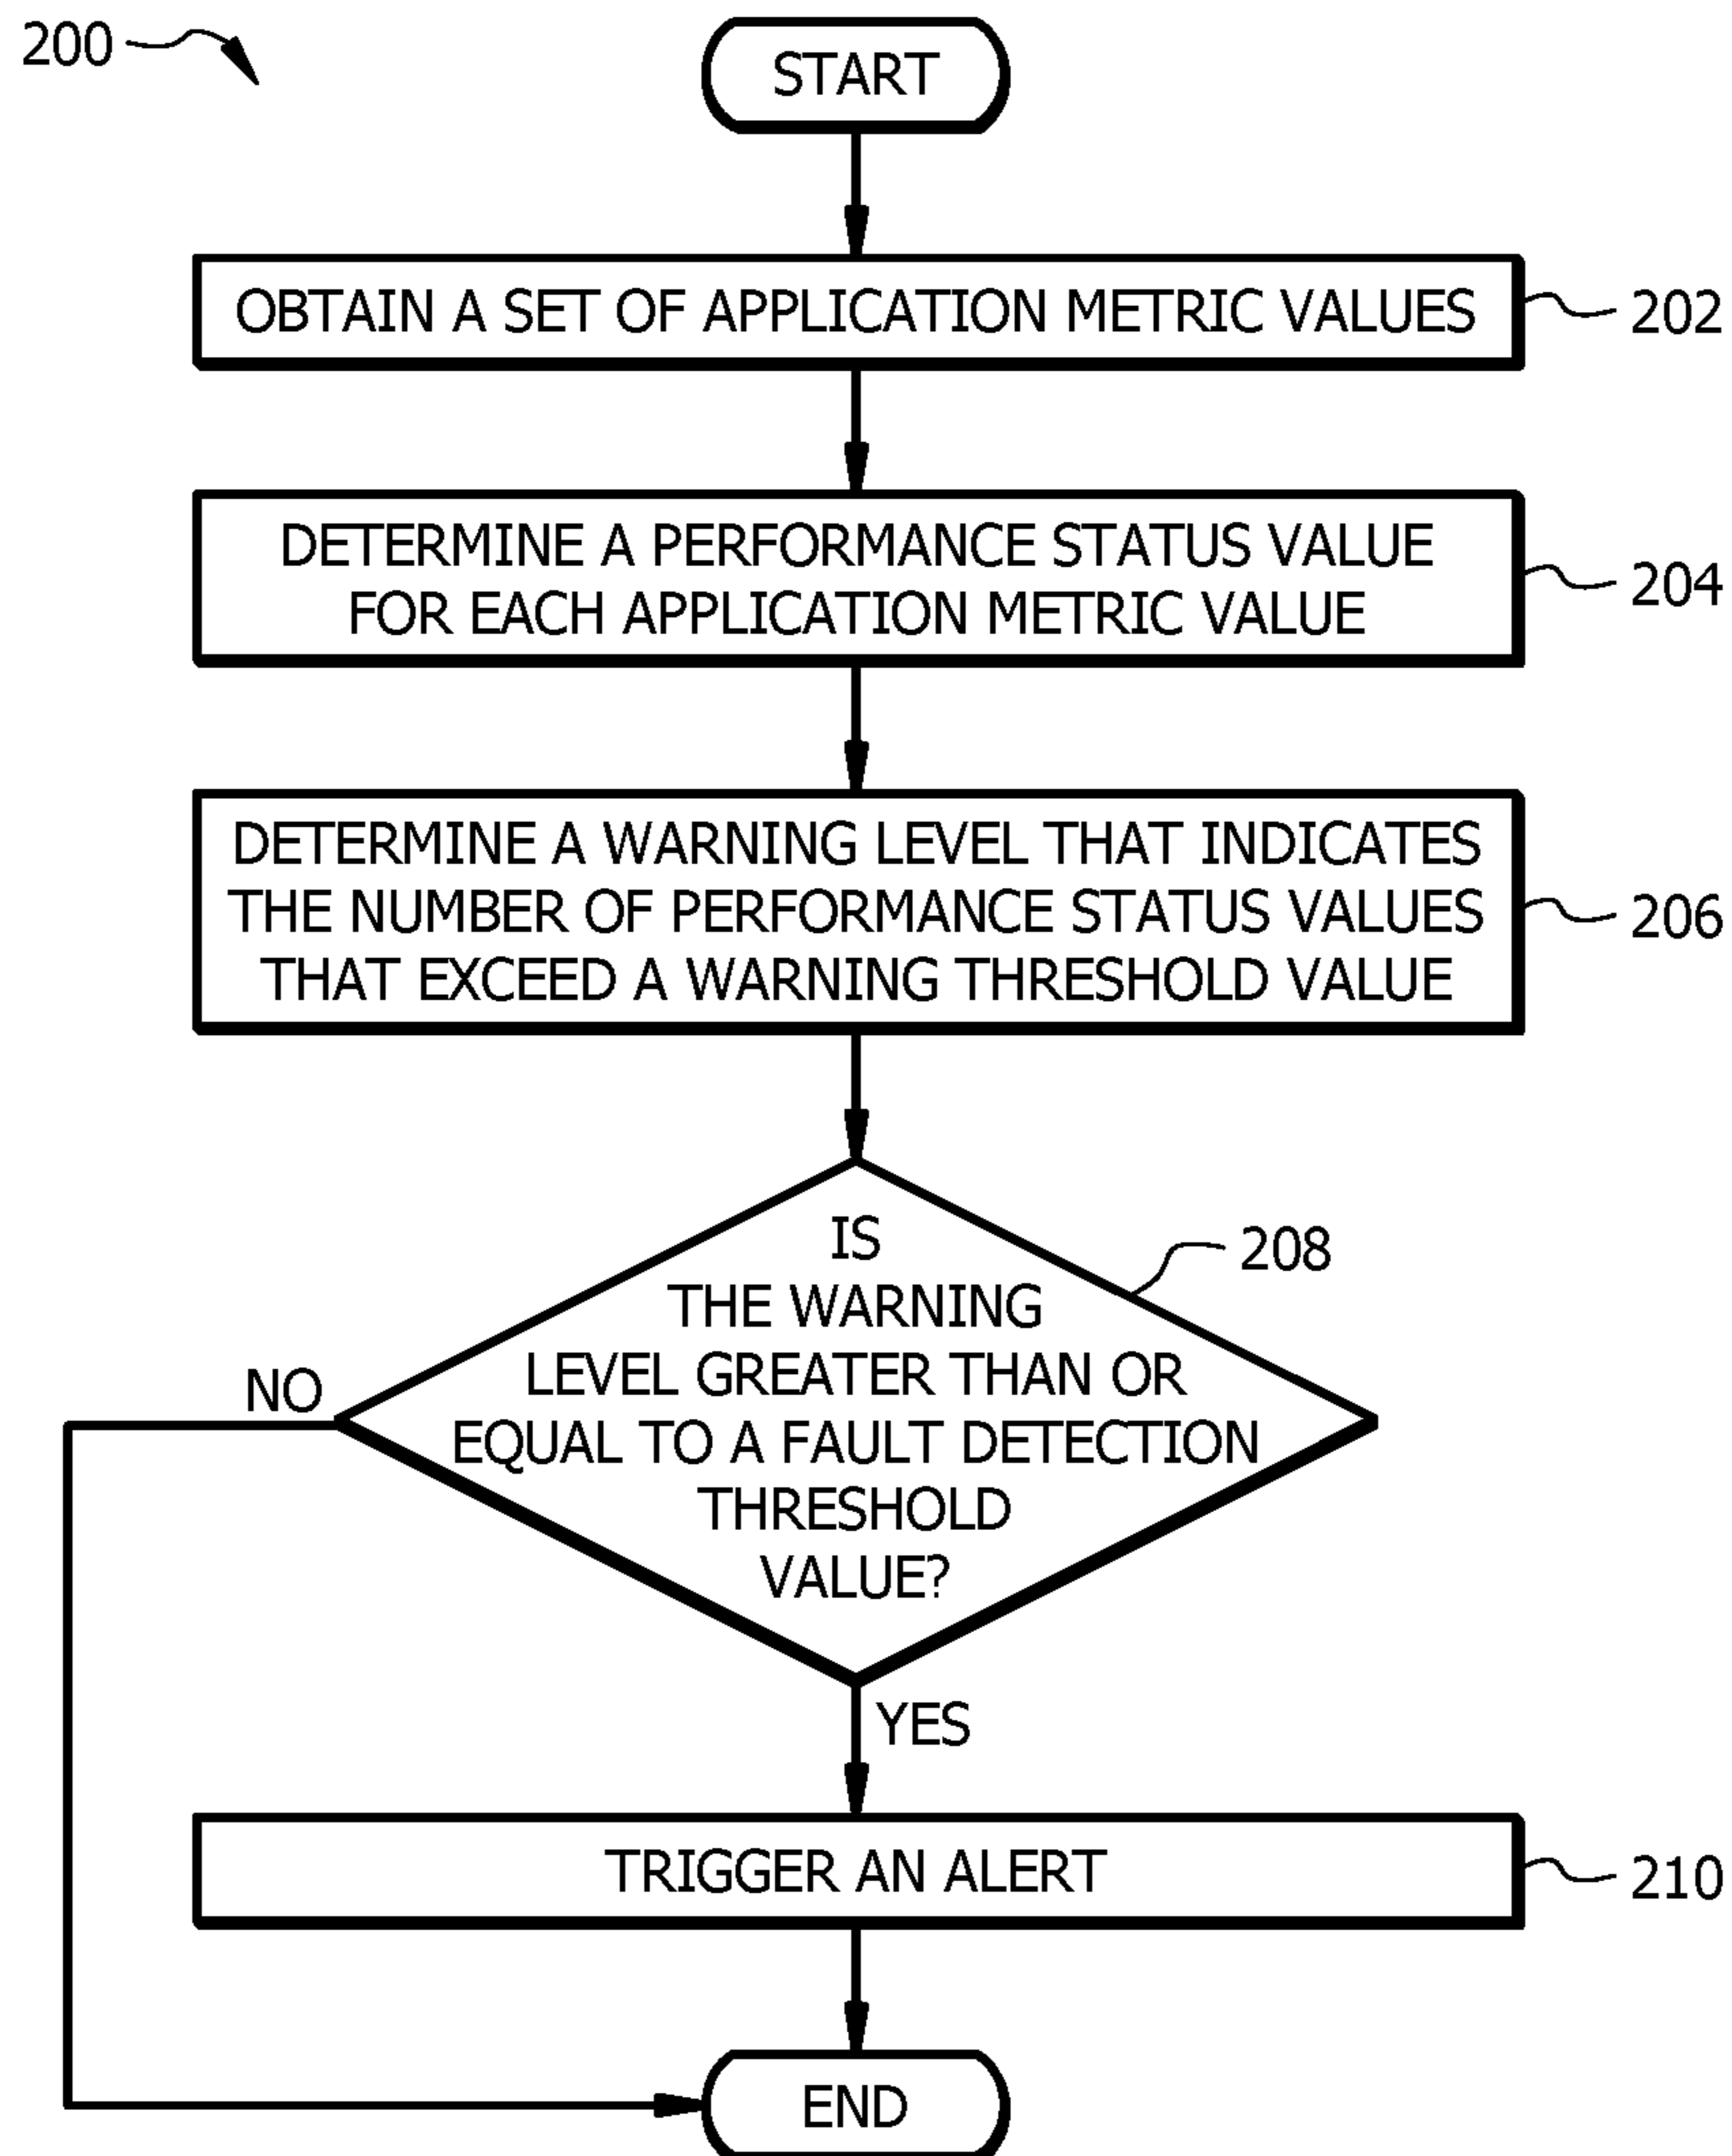 200
START
OBTAIN A SET OF APPLICATION METRIC VALUES
202
DETERMINE A PERFORMANCE STATUS VALUE
FOR EACH APPLICATION METRIC VALUE
204
DETERMINE A WARNING LEVEL THAT INDICATES
THE NUMBER OF PERFORMANCE STATUS VALUES
THAT EXCEED A WARNING THRESHOLD VALUE
206
IS
THE WARNING
LEVEL GREATER THAN OR
EQUAL TO A FAULT DETECTION
THRESHOLD
VALUE?
208
NO
YES
TRIGGER AN ALERT
210
END